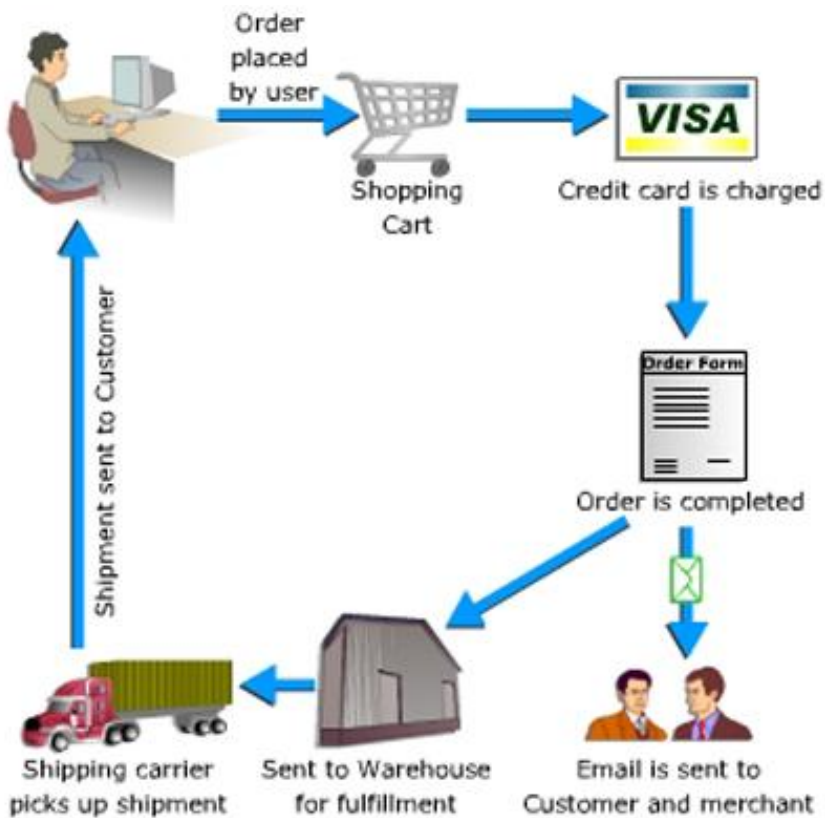 Order
placed
by user
Shopping
Cart
VISA
Credit card is charged
Order Form
Order is completed
Email is sent to
Customer and merchant
Sent to Warehouse
for fulfillment
Shipping carrier
picks up shipment
Shipment sent to Customer